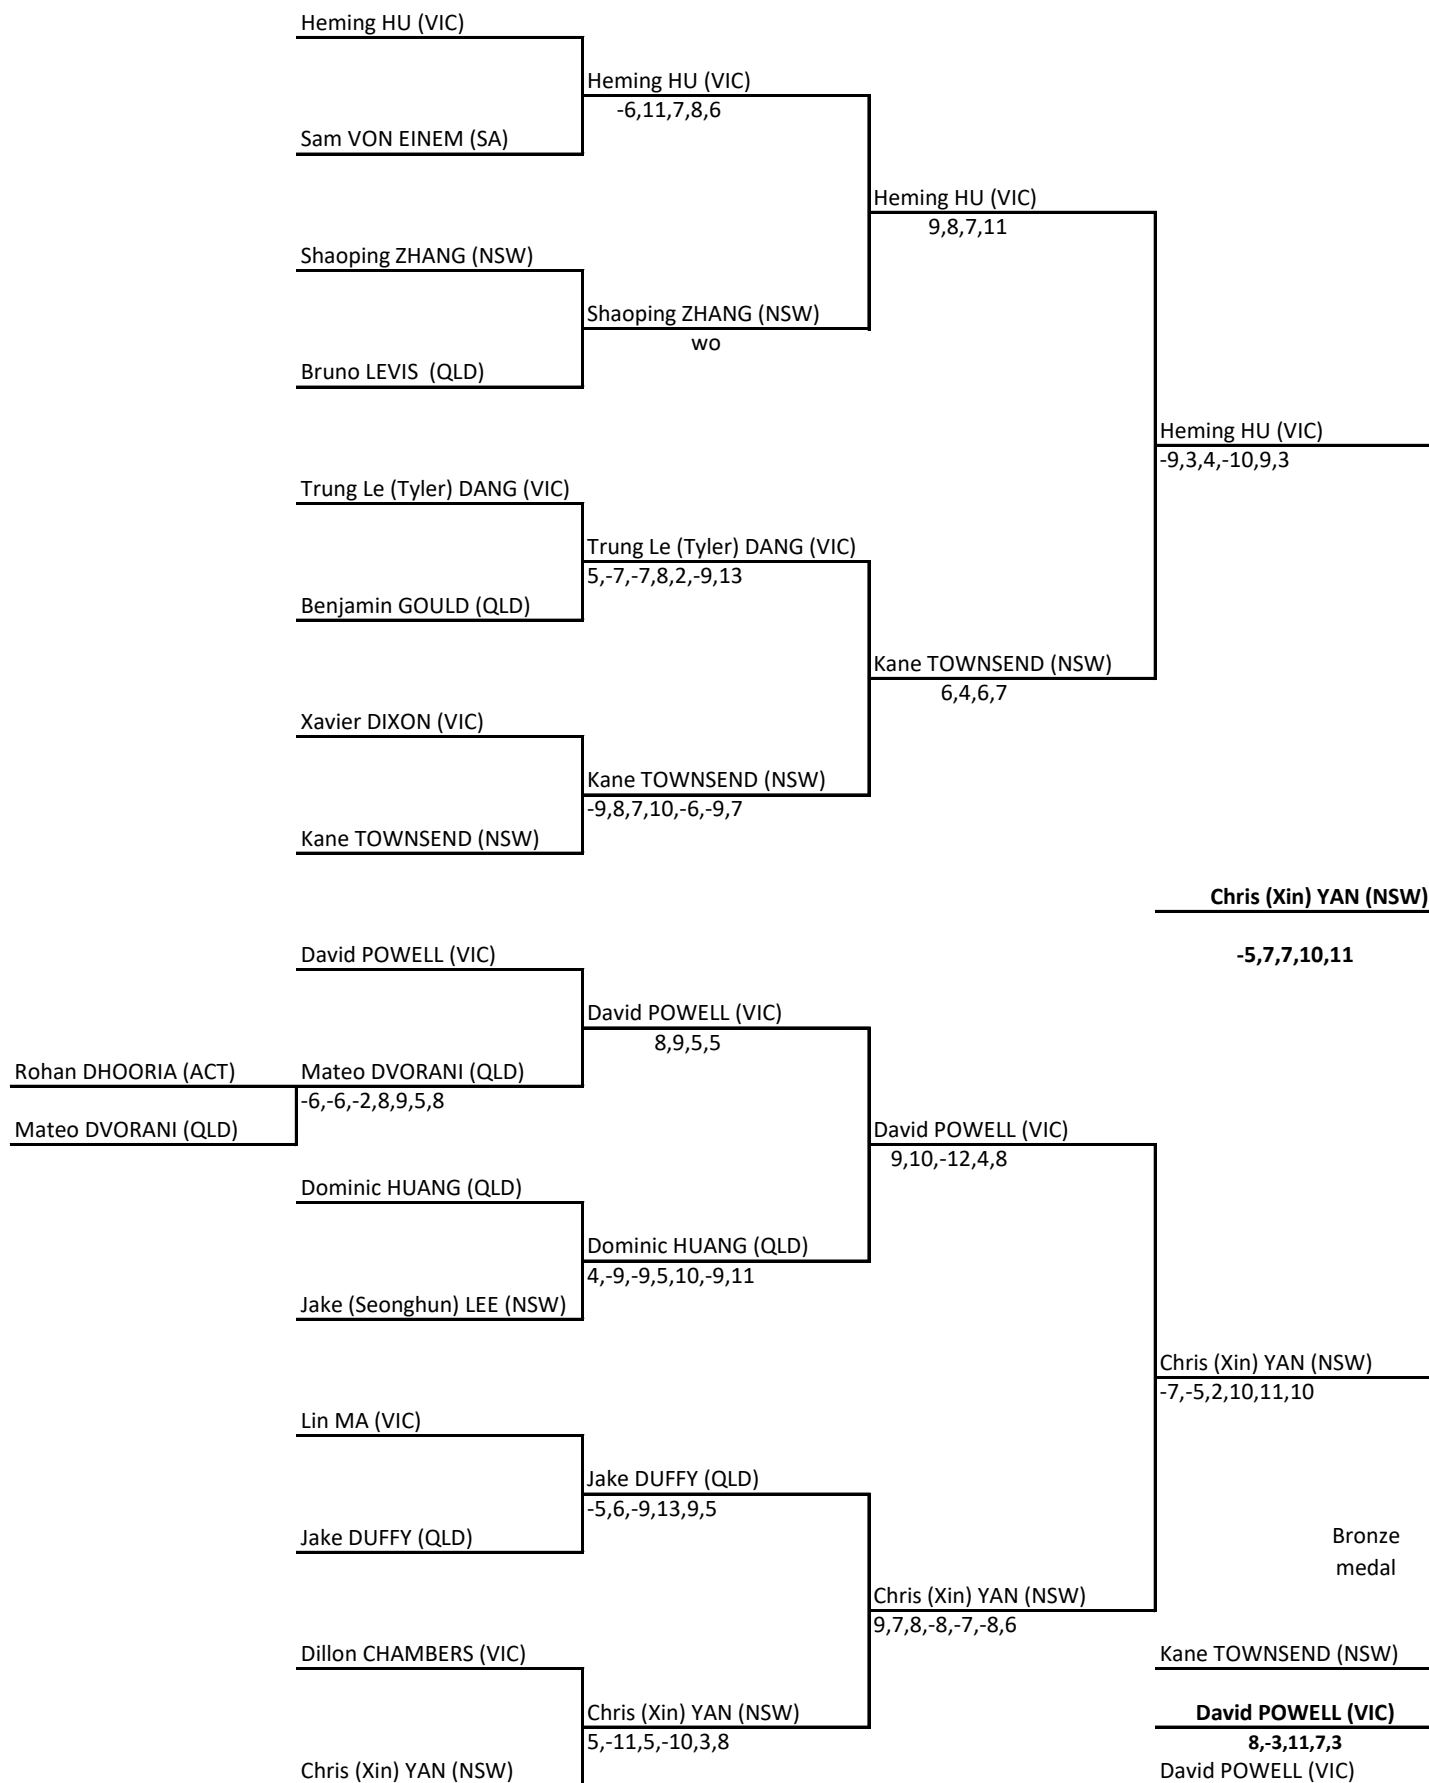 Heming HU (VIC)
Heming HU (VIC)
-6,11,7,8,6
Sam VON EINEM (SA)
Heming HU (VIC)
9,8,7,11
Shaoping ZHANG (NSW)
Shaoping ZHANG (NSW)
wo
Bruno LEVIS  (QLD)
Heming HU (VIC)
-9,3,4,-10,9,3
Trung Le (Tyler) DANG (VIC)
Trung Le (Tyler) DANG (VIC)
5,-7,-7,8,2,-9,13
Benjamin GOULD (QLD)
Kane TOWNSEND (NSW)
6,4,6,7
Xavier DIXON (VIC)
Kane TOWNSEND (NSW)
-9,8,7,10,-6,-9,7
Kane TOWNSEND (NSW)
Chris (Xin) YAN (NSW)
-5,7,7,10,11
David POWELL (VIC)
David POWELL (VIC)
8,9,5,5
Rohan DHOORIA (ACT)
Mateo DVORANI (QLD)
-6,-6,-2,8,9,5,8
Mateo DVORANI (QLD)
David POWELL (VIC)
9,10,-12,4,8
Dominic HUANG (QLD)
Dominic HUANG (QLD)
4,-9,-9,5,10,-9,11
Jake (Seonghun) LEE (NSW)
Chris (Xin) YAN (NSW)
-7,-5,2,10,11,10
Lin MA (VIC)
Jake DUFFY (QLD)
-5,6,-9,13,9,5
Jake DUFFY (QLD)
Bronze
medal
Chris (Xin) YAN (NSW)
9,7,8,-8,-7,-8,6
Dillon CHAMBERS (VIC)
Kane TOWNSEND (NSW)
Chris (Xin) YAN (NSW)
5,-11,5,-10,3,8
David POWELL (VIC)
8,-3,11,7,3
Chris (Xin) YAN (NSW)
David POWELL (VIC)